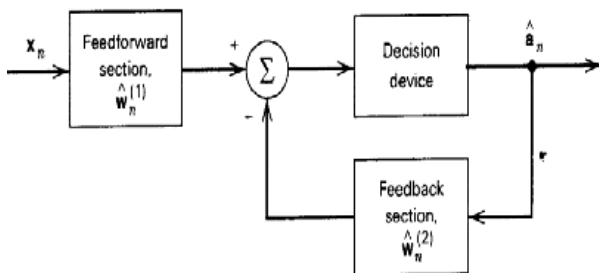 x_n
Feedforward
section,
ŵ_n^(1)
+
Σ
-
Decision
device
â_n
Feedback
section,
ŵ_n^(2)